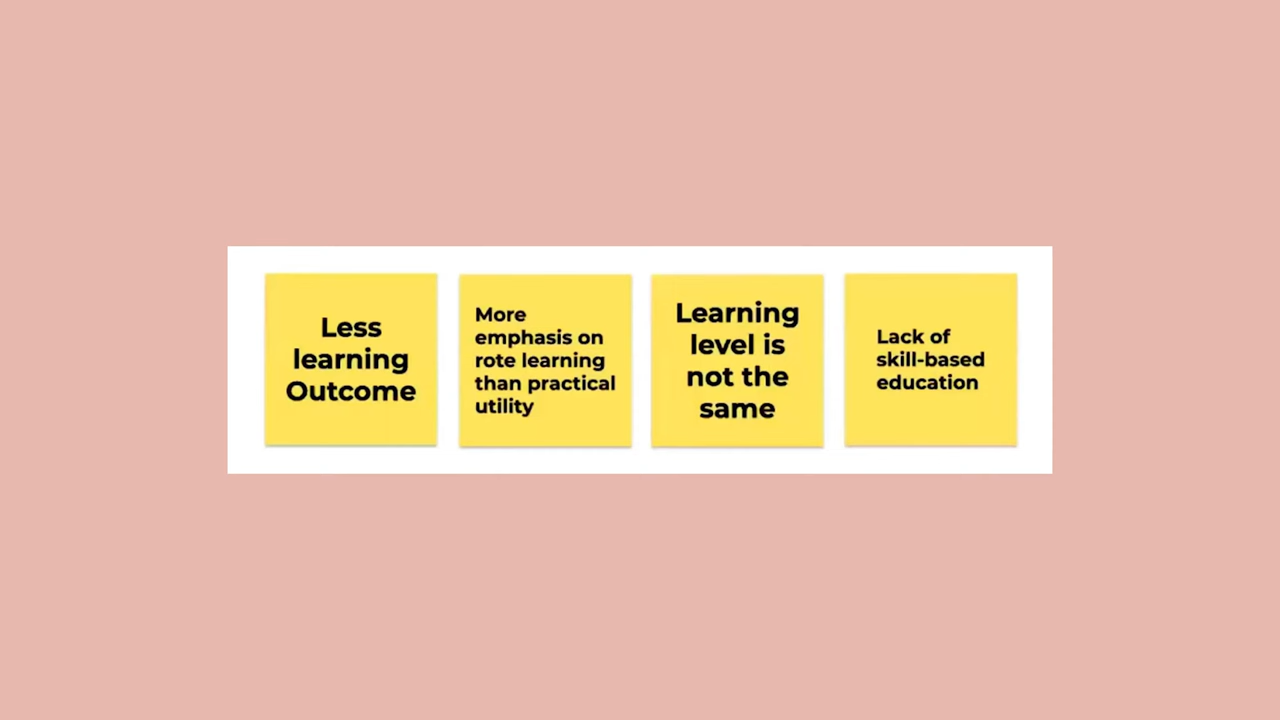 Less
learning
Outcome
More
emphasis on
rote learning
than practical
utility
Learning
level is
not the
same
Lack of
skill-based
education